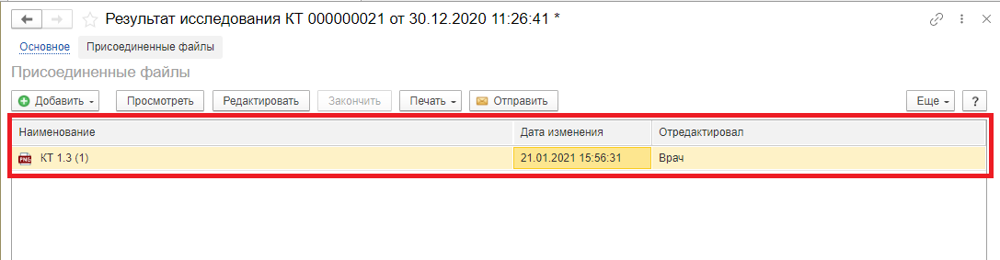 Результат исследования КТ 000000021 от 30.12.2020 11:26:41 *
Основное Присоединенные файлы
Присоединенные файлы
Добавить Просмотреть Редактировать Закончить Печать Отправить Еще ?
Наименование Дата изменения Отредактировал
PNG КТ 1.3 (1) 21.01.2021 15:56:31 Врач